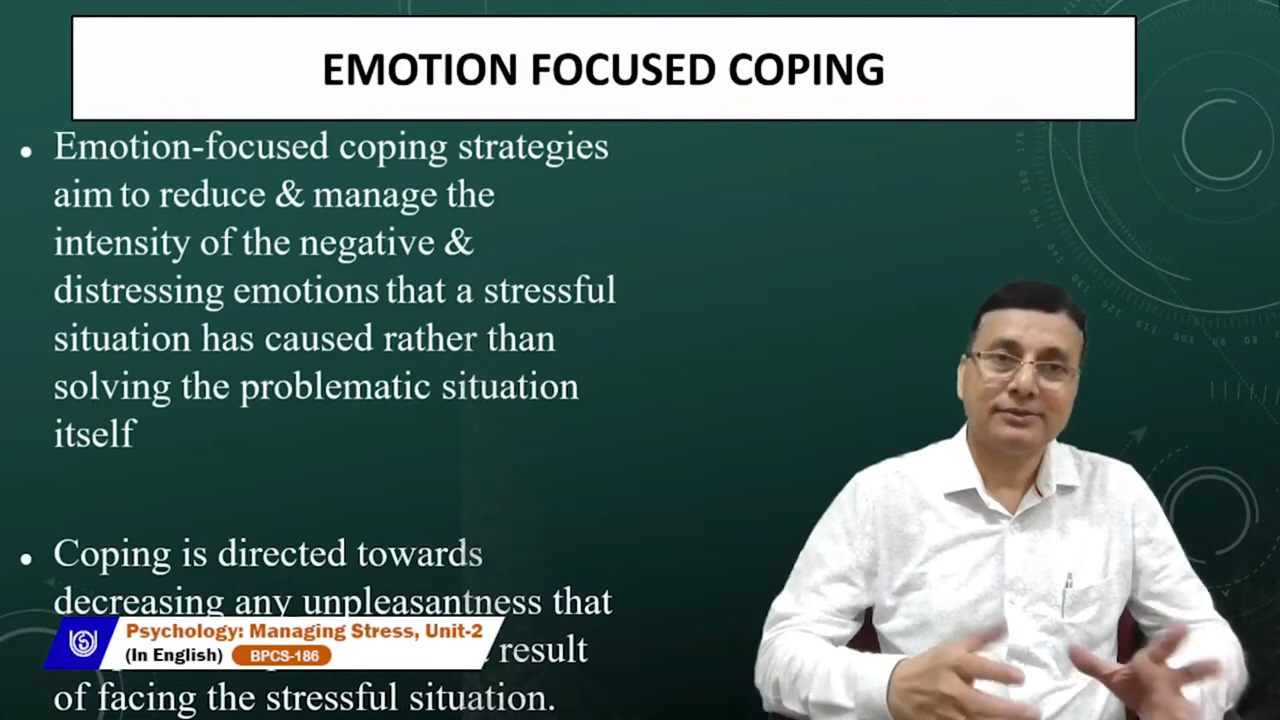 EMOTION FOCUSED COPING
• Emotion-focused coping strategies
aim to reduce & manage the
intensity of the negative &
distressing emotions that a stressful
situation has caused rather than
solving the problematic situation
itself
• Coping is directed towards
decreasing any unpleasantness that
result
of facing the stressful situation.
Psychology: Managing Stress, Unit-2
(In English) BPCS-186